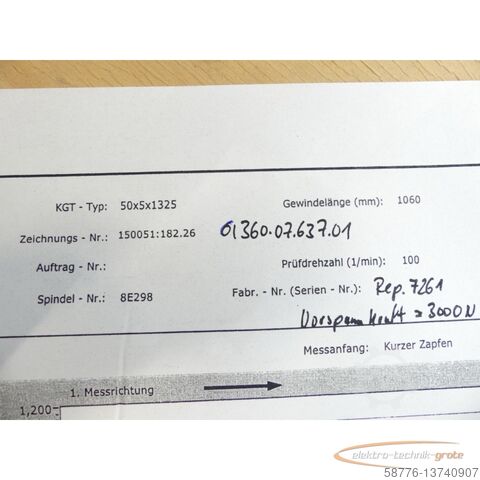 KGT - Typ: 50x5x1325 Gewindelänge (mm): 1060
Zeichnungs - Nr.: 150051:182.26 01360.07.637.01
Auftrag - Nr.: Prüfdrehzahl (1/min): 100
Spindel - Nr.: 8E298 Fabr. - Nr. (Serien - Nr.): Rep. 7261
Vorspannkraft = 3000N
Messanfang: Kurzer Zapfen
1. Messrichtung
1,200
elektro-technik-grote
58776-13740907